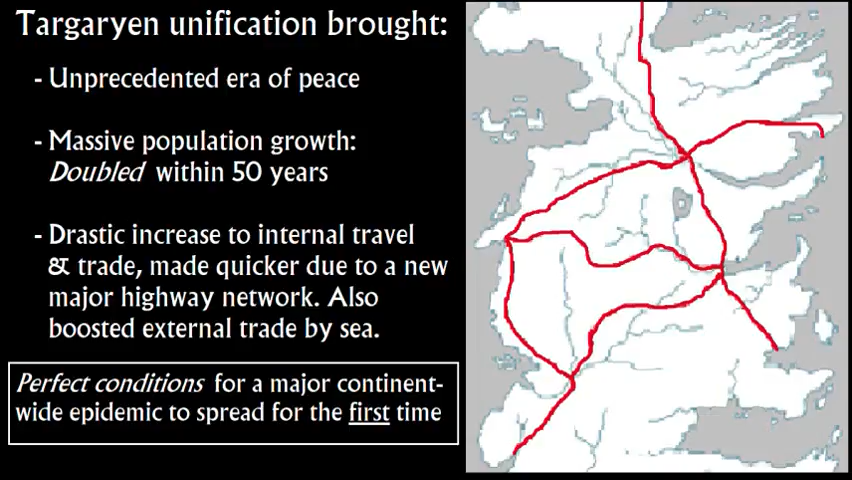 Targaryen unification brought:
- Unprecedented era of peace
- Massive population growth:
Doubled within 50 years
- Drastic increase to internal travel
& trade, made quicker due to a new
major highway network. Also
boosted external trade by sea.
Perfect conditions for a major continent-
wide epidemic to spread for the first time